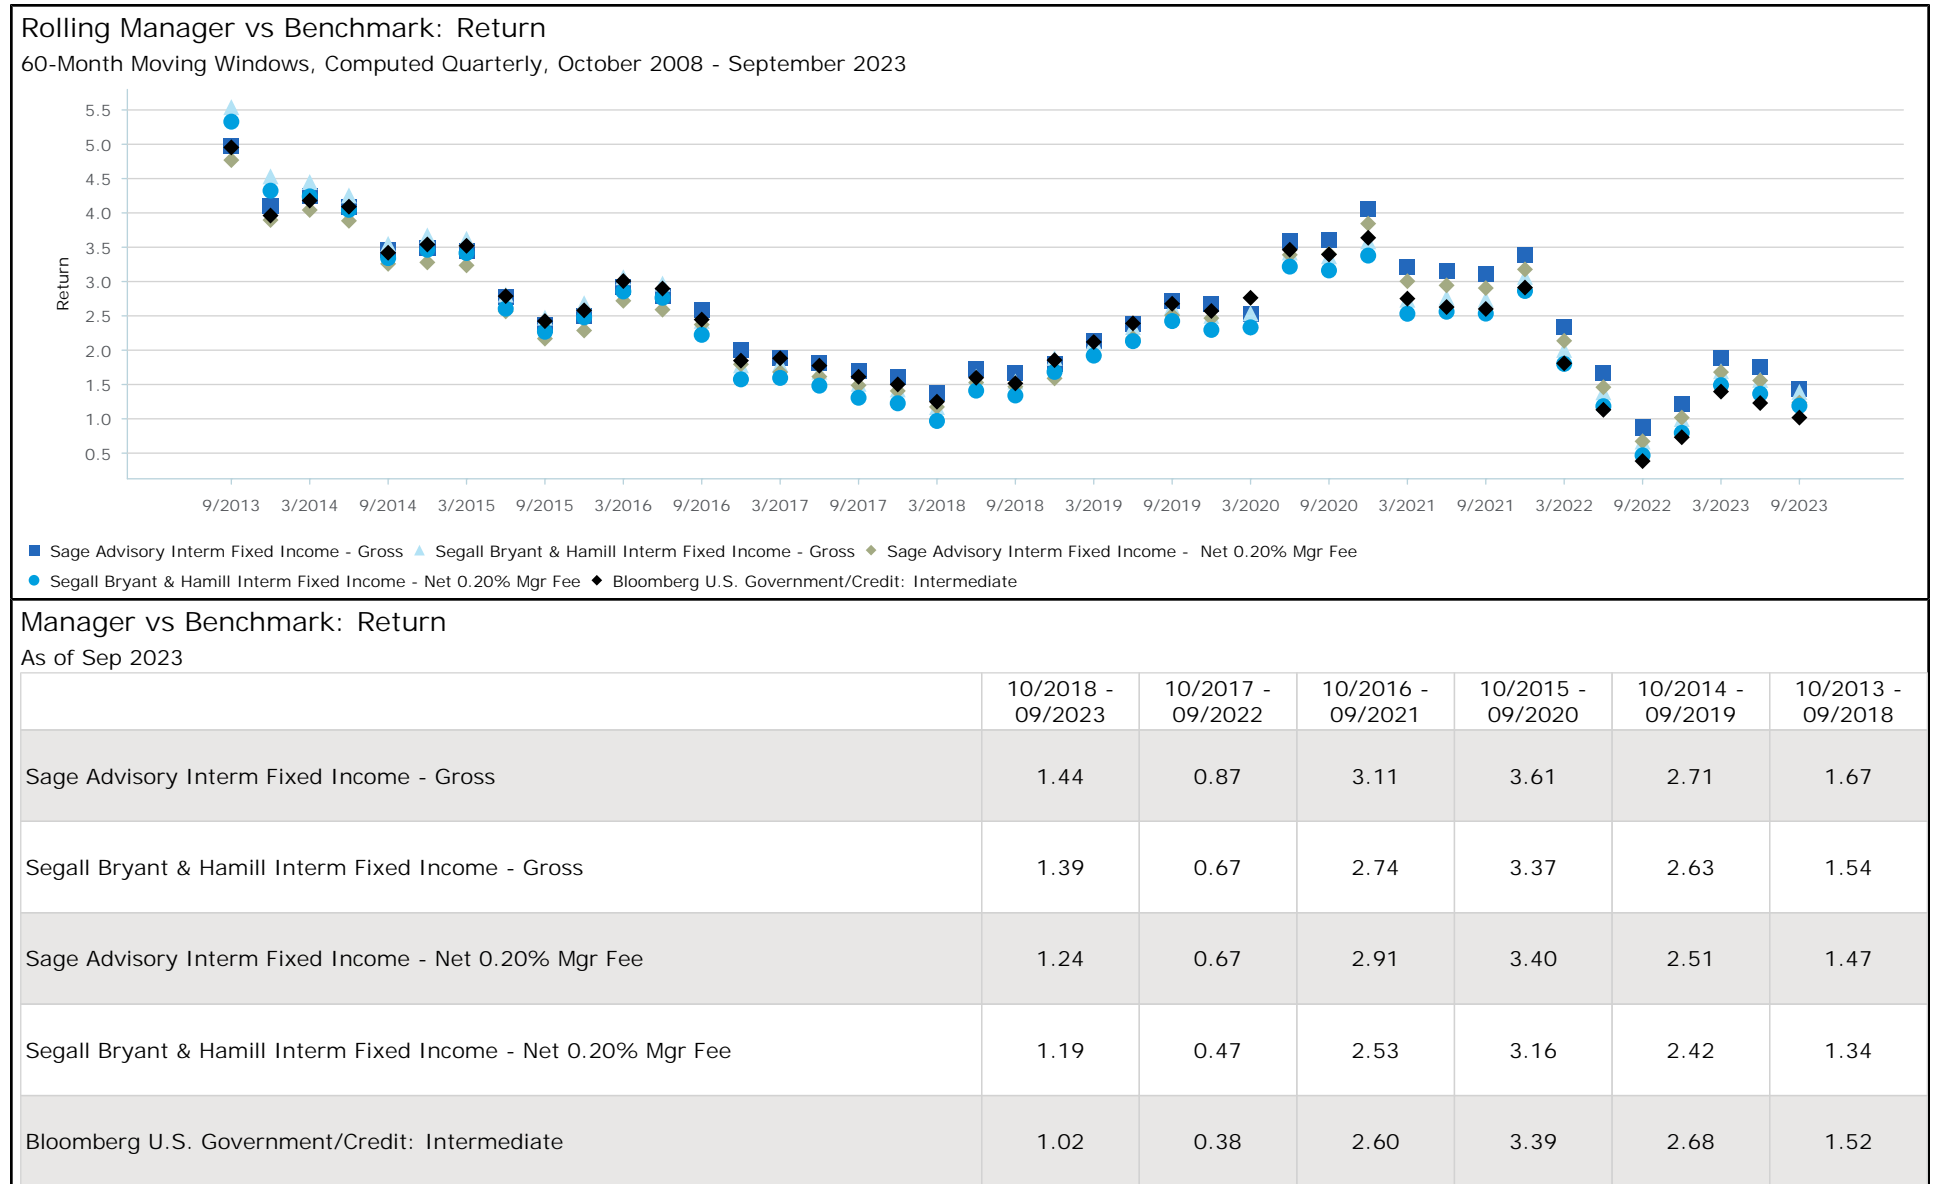 Rolling Manager vs Benchmark: Return
60-Month Moving Windows, Computed Quarterly, October 2008 - September 2023
Return
5.5
5.0
4.5
4.0
3.5
3.0
2.5
2.0
1.5
1.0
0.5
9/2013 3/2014 9/2014 3/2015 9/2015 3/2016 9/2016 3/2017 9/2017 3/2018 9/2018 3/2019 9/2019 3/2020 9/2020 3/2021 9/2021 3/2022 9/2022 3/2023 9/2023
Sage Advisory Interm Fixed Income - Gross Segall Bryant & Hamill Interm Fixed Income - Gross Sage Advisory Interm Fixed Income - Net 0.20% Mgr Fee
Segall Bryant & Hamill Interm Fixed Income - Net 0.20% Mgr Fee Bloomberg U.S. Government/Credit: Intermediate
Manager vs Benchmark: Return
As of Sep 2023
10/2018 - 10/2017 - 10/2016 - 10/2015 - 10/2014 - 10/2013 -
09/2023 09/2022 09/2021 09/2020 09/2019 09/2018
Sage Advisory Interm Fixed Income - Gross 1.44 0.87 3.11 3.61 2.71 1.67
Segall Bryant & Hamill Interm Fixed Income - Gross 1.39 0.67 2.74 3.37 2.63 1.54
Sage Advisory Interm Fixed Income - Net 0.20% Mgr Fee 1.24 0.67 2.91 3.40 2.51 1.47
Segall Bryant & Hamill Interm Fixed Income - Net 0.20% Mgr Fee 1.19 0.47 2.53 3.16 2.42 1.34
Bloomberg U.S. Government/Credit: Intermediate 1.02 0.38 2.60 3.39 2.68 1.52